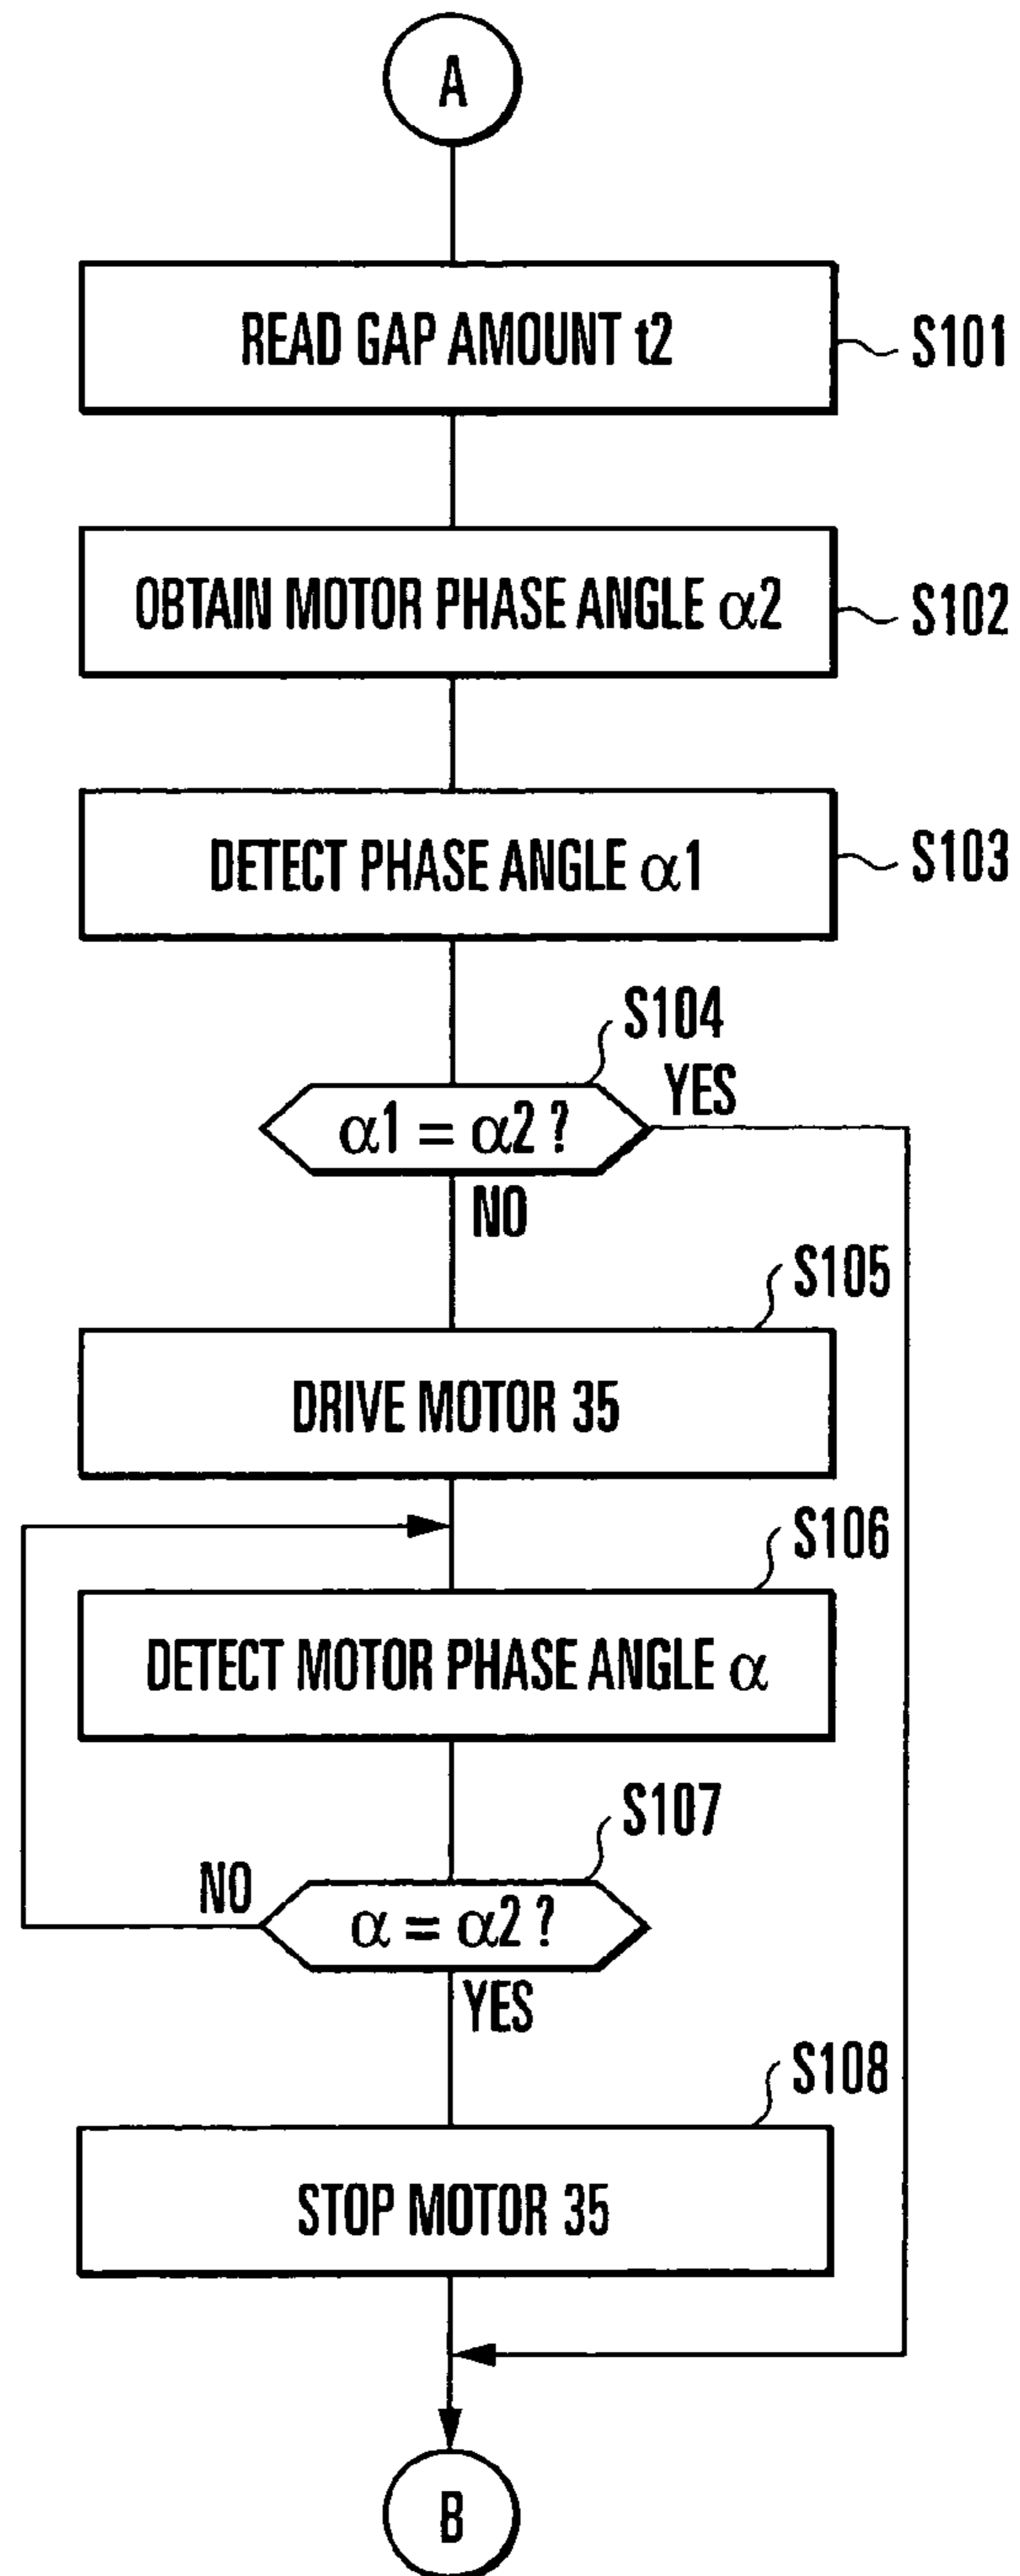 A
READ GAP AMOUNT t2
S101
OBTAIN MOTOR PHASE ANGLE α2
S102
DETECT PHASE ANGLE α1
S103
S104
α1 = α2 ?
YES
NO
S105
DRIVE MOTOR 35
S106
DETECT MOTOR PHASE ANGLE α
S107
NO
α = α2 ?
YES
S108
STOP MOTOR 35
B